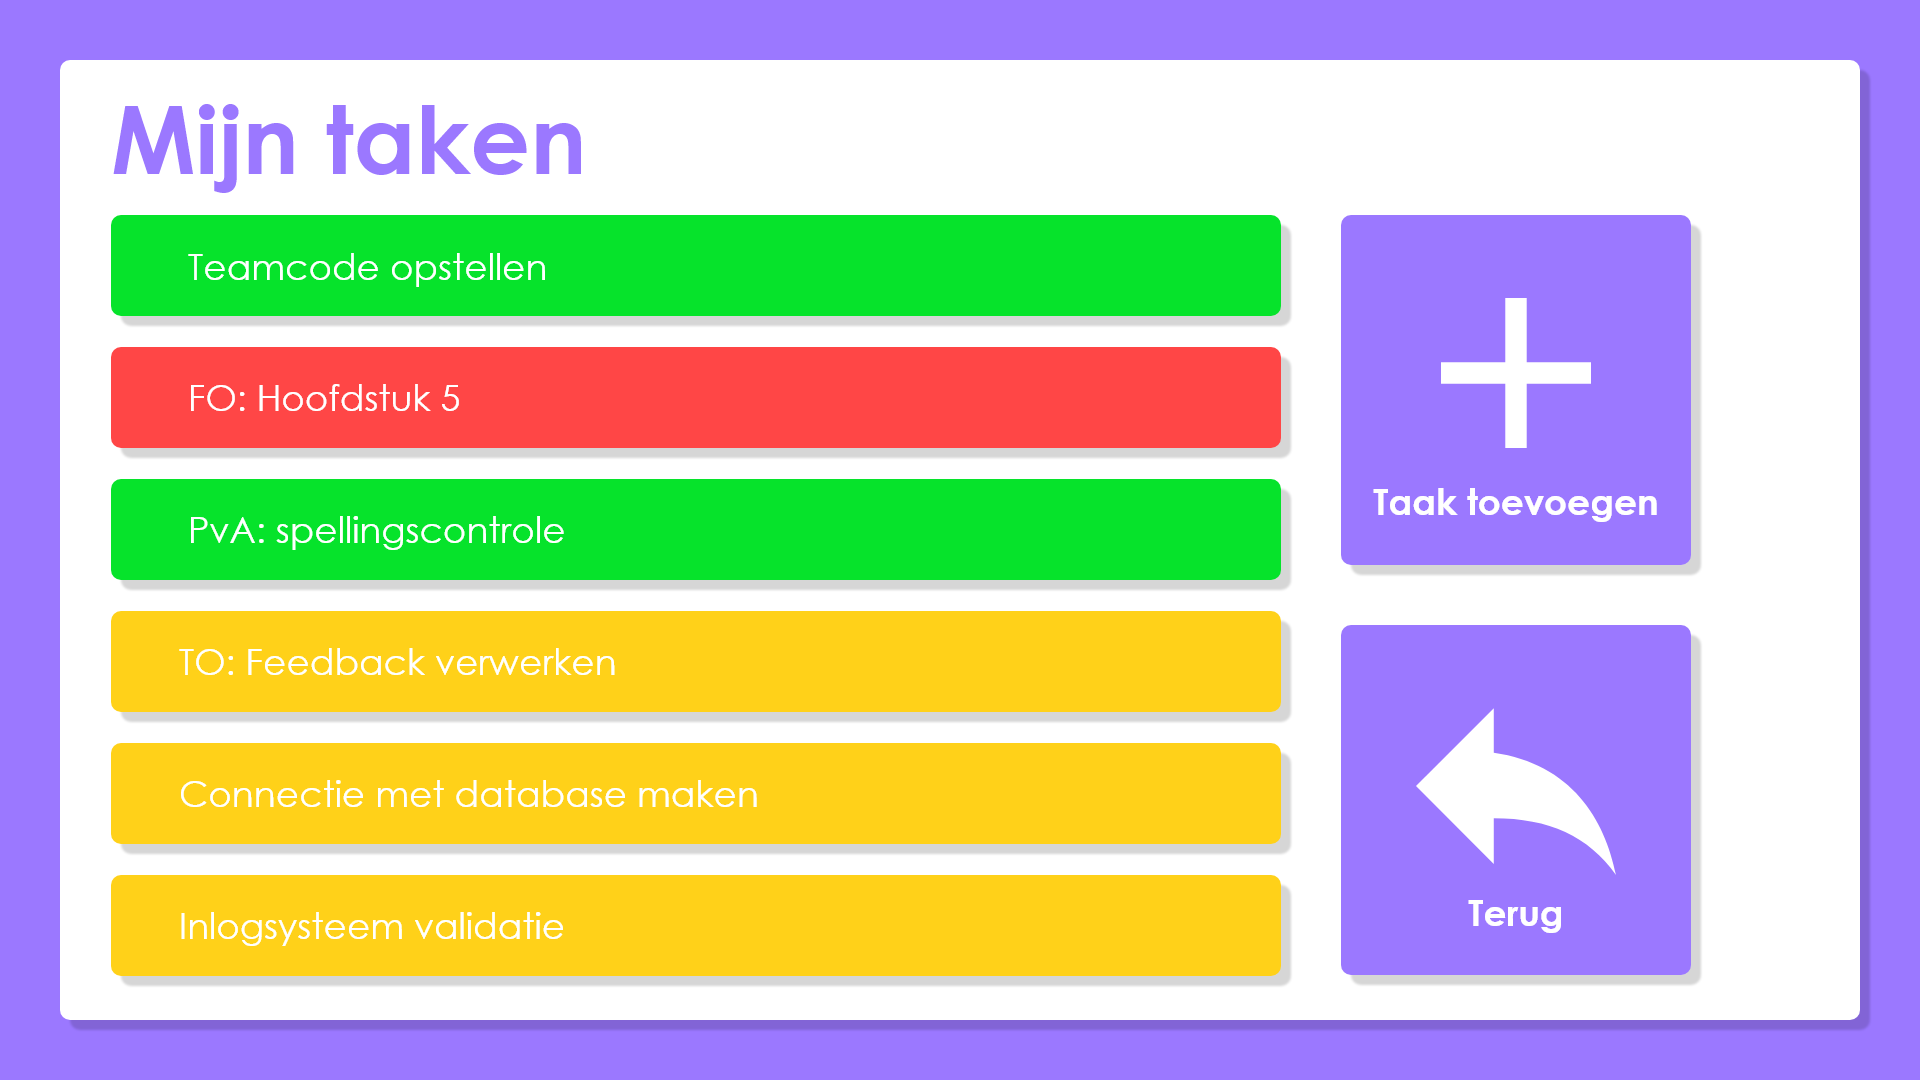 Mijn taken
Teamcode opstellen
FO: Hoofdstuk 5
PvA: spellingscontrole
TO: Feedback verwerken
Connectie met database maken
Inlogsysteem validatie
Taak toevoegen
Terug